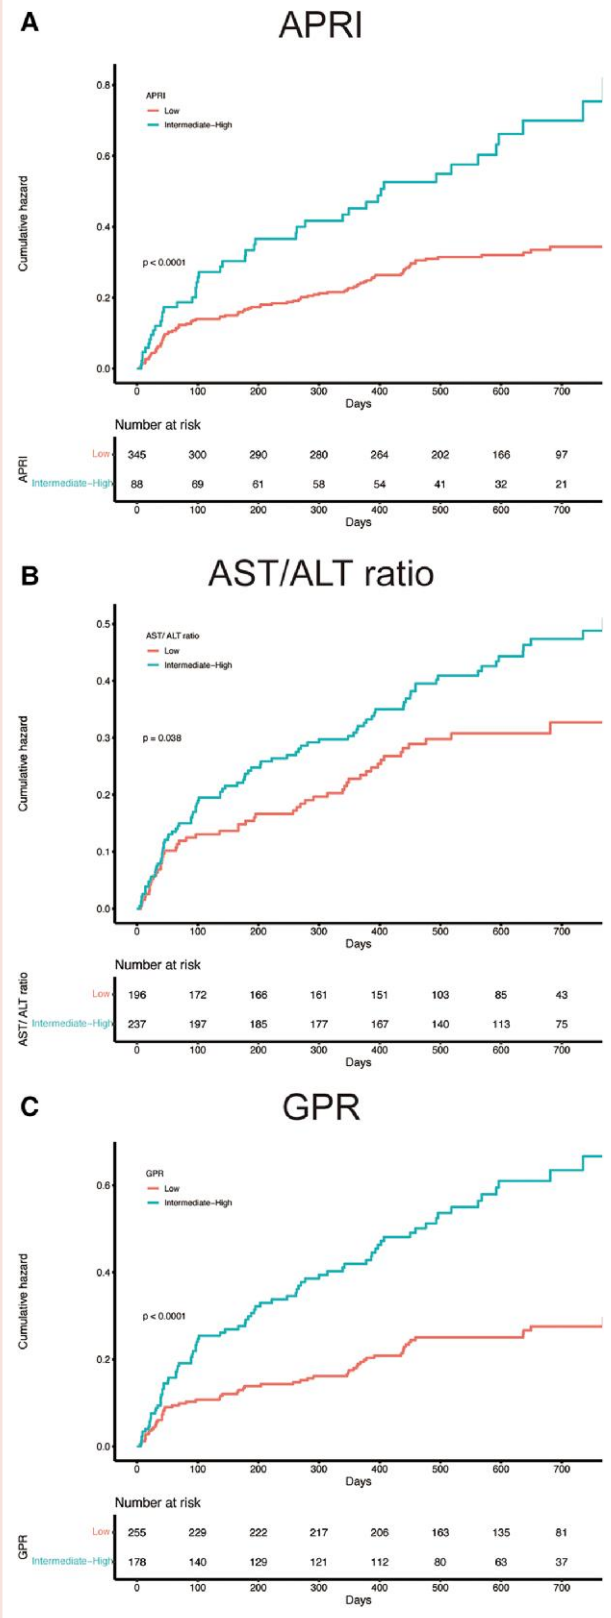 A APRI
0.8
0.6
0.4
0.2
0.0
Cumulative hazard
APRI
Low
Intermediate-High
p < 0.0001
0 100 200 300 400 500 600 700
Days
Number at risk
APRI
Low 345 300 290 280 264 202 166 97
Intermediate-High 88 69 61 58 54 41 32 21
0 100 200 300 400 500 600 700
Days
B AST/ALT ratio
0.5
0.4
0.3
0.2
0.1
0.0
Cumulative hazard
AST/ ALT ratio
Low
Intermediate-High
p = 0.038
0 100 200 300 400 500 600 700
Days
Number at risk
AST/ ALT ratio
Low 196 172 166 161 151 103 85 43
Intermediate-High 237 197 185 177 167 140 113 75
0 100 200 300 400 500 600 700
Days
C GPR
0.6
0.4
0.2
0.0
Cumulative hazard
GPR
Low
Intermediate-High
p < 0.0001
0 100 200 300 400 500 600 700
Days
Number at risk
GPR
Low 255 229 222 217 206 163 135 81
Intermediate-High 178 140 129 121 112 80 63 37
0 100 200 300 400 500 600 700
Days